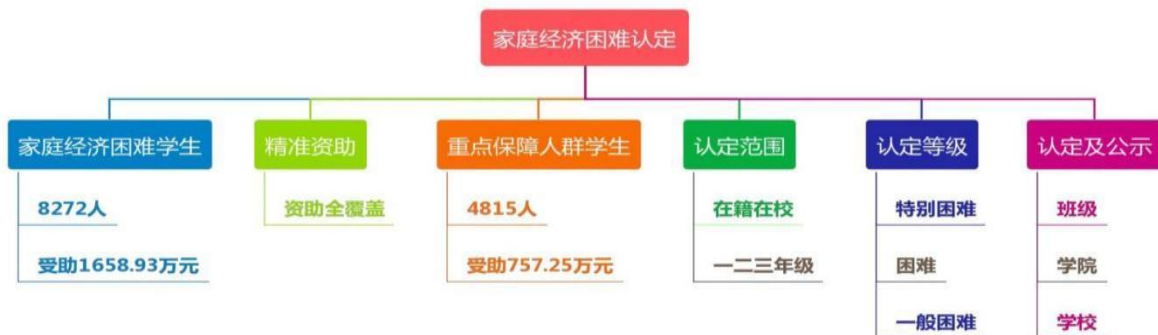 家庭经济困难认定
家庭经济困难学生
8272人
受助1658.93万元
精准资助
资助全覆盖
重点保障人群学生
4815人
受助757.25万元
认定范围
在籍在校
一二三年级
认定等级
特别困难
困难
一般困难
认定及公示
班级
学院
学校